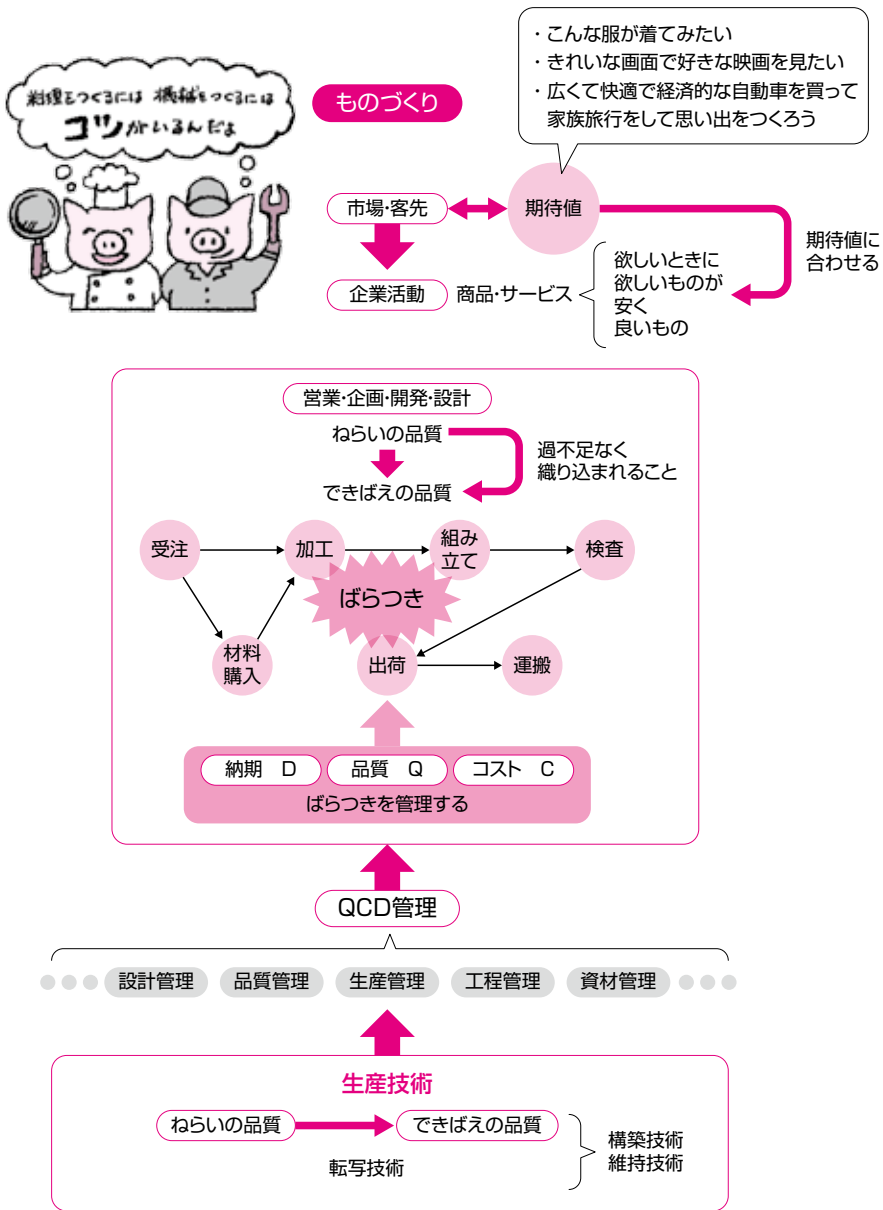 料理をつくるには 機械をつくるには
コツがいるんだよ
ものづくり
・こんな服が着てみたい
・きれいな画面で好きな映画を見たい
・広くて快適で経済的な自動車を買って
家族旅行をして思い出をつくろう
市場・客先
期待値
期待値に
合わせる
企業活動
商品・サービス
欲しいときに
欲しいものが
安く
良いもの
営業・企画・開発・設計
ねらいの品質
過不足なく
織り込まれること
できばえの品質
受注
加工
組み
立て
検査
ばらつき
材料
購入
出荷
運搬
納期 D
品質 Q
コスト C
ばらつきを管理する
QCD管理
設計管理
品質管理
生産管理
工程管理
資材管理
生産技術
ねらいの品質
できばえの品質
転写技術
構築技術
維持技術